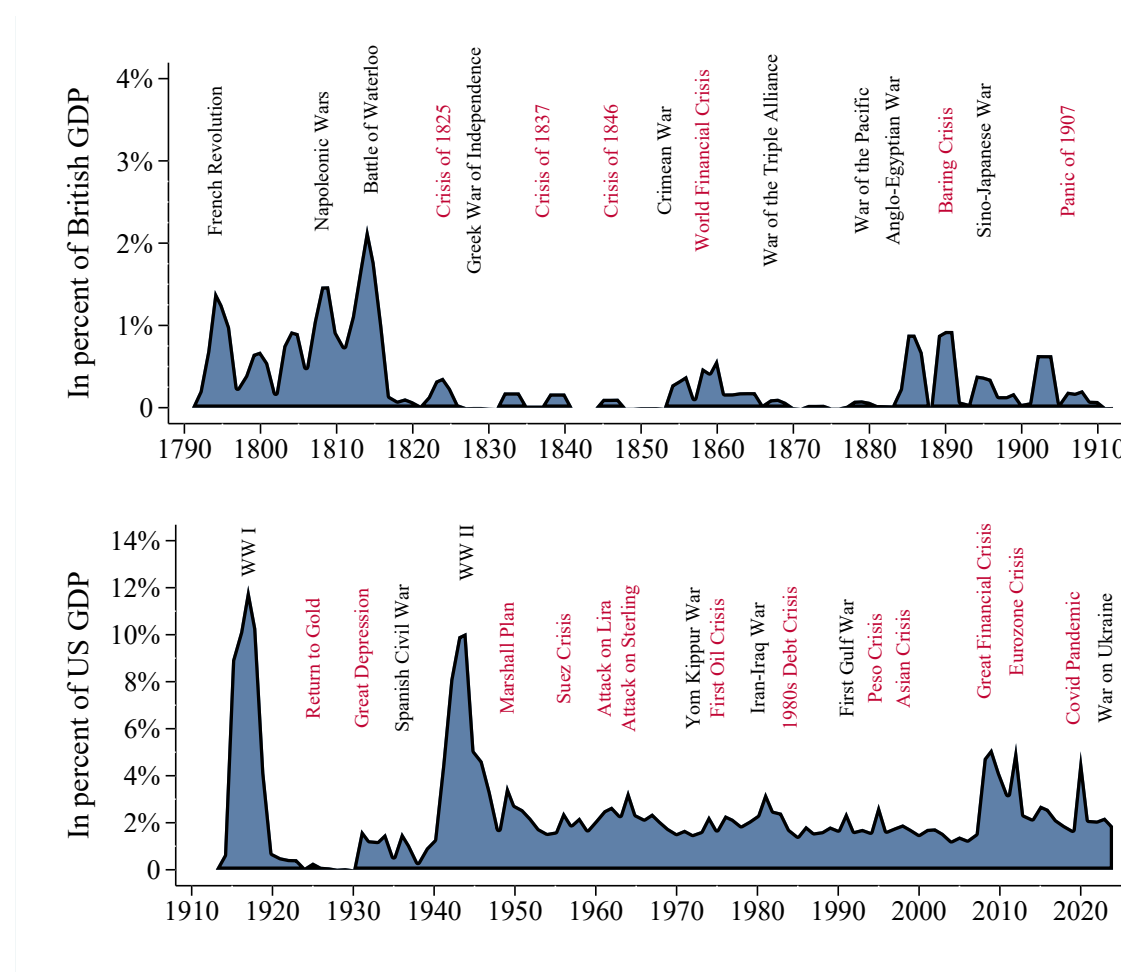 In percent of British GDP
4%
3%
2%
1%
0
French Revolution
Napoleonic Wars
Battle of Waterloo
Crisis of 1825
Greek War of Independence
Crisis of 1837
Crisis of 1846
Crimean War
World Financial Crisis
War of the Triple Alliance
War of the Pacific
Anglo-Egyptian War
Baring Crisis
Sino-Japanese War
Panic of 1907
1790 1800 1810 1820 1830 1840 1850 1860 1870 1880 1890 1900 1910
In percent of US GDP
14%
12%
10%
8%
6%
4%
2%
0
WW I
Return to Gold
Great Depression
Spanish Civil War
WW II
Marshall Plan
Suez Crisis
Attack on Lira
Attack on Sterling
Yom Kippur War
First Oil Crisis
Iran-Iraq War
1980s Debt Crisis
First Gulf War
Peso Crisis
Asian Crisis
Great Financial Crisis
Eurozone Crisis
Covid Pandemic
War on Ukraine
1910 1920 1930 1940 1950 1960 1970 1980 1990 2000 2010 2020